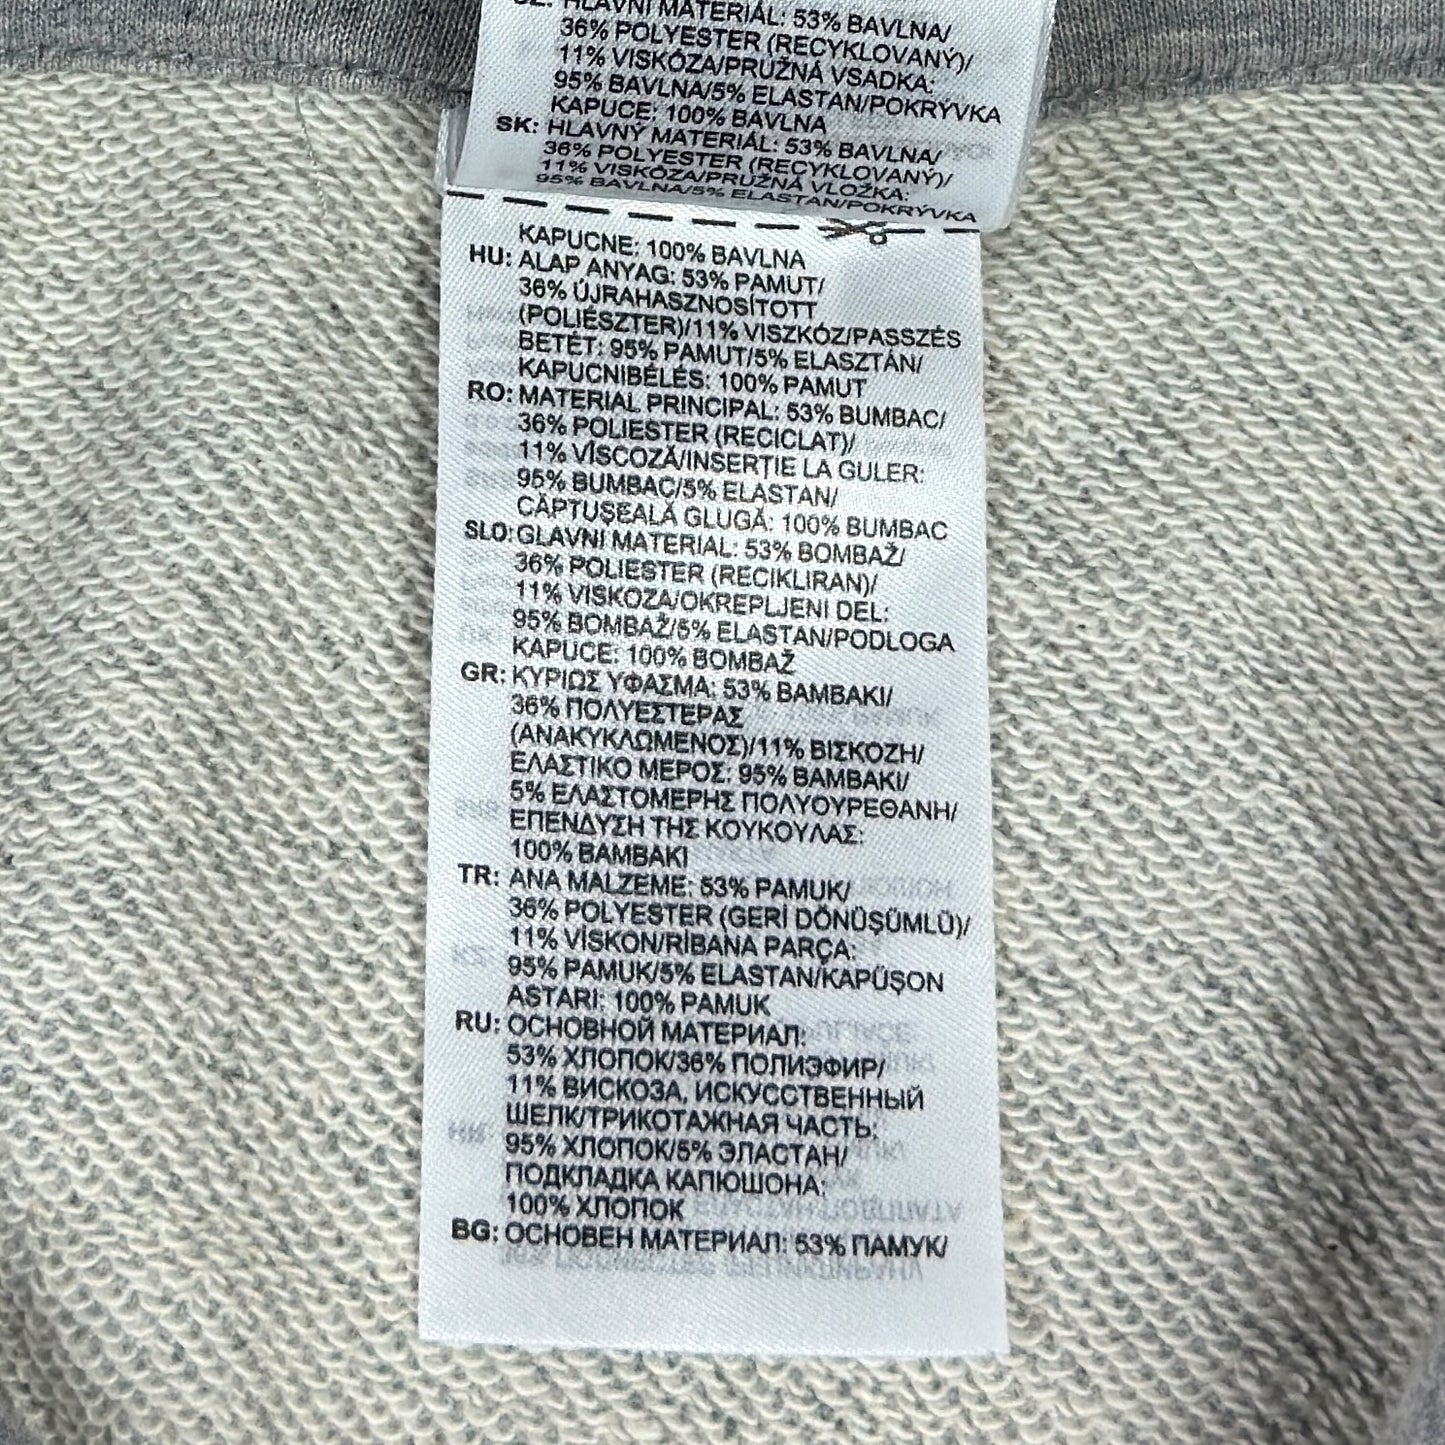 HLAVNÍ MATERIÁL: 53% BAVLNA/
36% POLYESTER (RECYKLOVANÝ)/
11% VISKÓZA/PRUŽNÁ VSADKA:
95% BAVLNA/5% ELASTAN/POKRÝVKA
KAPUCE: 100% BAVLNA
SK: HLAVNÝ MATERIÁL: 53% BAVLNA/
36% POLYESTER (RECYKLOVANÝ)/
11% VISKÓZA/PRUŽNÁ VLOŽKA:
95% BAVLNA/5% ELASTAN/POKRÝVKA
KAPUCNE: 100% BAVLNA
HU: ALAP ANYAG: 53% PAMUT/
36% ÚJRAHASZNOSÍTOTT
(POLIÉSZTER)/11% VISZKÓZ/PASSZÉS
BETÉT: 95% PAMUT/5% ELASZTÁN/
KAPUCNIBÉLÉS: 100% PAMUT
RO: MATERIAL PRINCIPAL: 53% BUMBAC/
36% POLIESTER (RECICLAT)/
11% VÎSCOZĂ/INSERŢIE LA GULER:
95% BUMBAC/5% ELASTAN/
CĂPTUŞEALĂ GLUGĂ: 100% BUMBAC
SLO: GLAVNI MATERIAL: 53% BOMBAŽ/
36% POLIESTER (RECIKLIRAN)/
11% VISKOZA/OKREPLJENI DEL:
95% BOMBAŽ/5% ELASTAN/PODLOGA
KAPUCE: 100% BOMBAŽ
GR: ΚΥΡΙΩΣ ΥΦΑΣΜΑ: 53% ΒΑΜΒΑΚΙ/
36% ΠΟΛΥΕΣΤΕΡΑΣ
(ΑΝΑΚΥΚΛΩΜΕΝΟΣ)/11% ΒΙΣΚΟΖΗ/
ΕΛΑΣΤΙΚΟ ΜΕΡΟΣ: 95% ΒΑΜΒΑΚΙ/
5% ΕΛΑΣΤΟΜΕΡΗΣ ΠΟΛΥΟΥΡΕΘΑΝΗ/
ΕΠΕΝΔΥΣΗ ΤΗΣ ΚΟΥΚΟΥΛΑΣ:
100% ΒΑΜΒΑΚΙ
TR: ANA MALZEME: 53% PAMUK/
36% POLYESTER (GERİ DÖNÜŞÜMLÜ)/
11% VİSKON/RİBANA PARÇA:
95% PAMUK/5% ELASTAN/KAPÜŞON
ASTARI: 100% PAMUK
RU: ОСНОВНОЙ МАТЕРИАЛ:
53% ХЛОПОК/36% ПОЛИЭФИР/
11% ВИСКОЗА, ИСКУССТВЕННЫЙ
ШЕЛК/ТРИКОТАЖНАЯ ЧАСТЬ:
95% ХЛОПОК/5% ЭЛАСТАН/
ПОДКЛАДКА КАПЮШОНА:
100% ХЛОПОК
BG: ОСНОВЕН МАТЕРИАЛ: 53% ПАМУК/